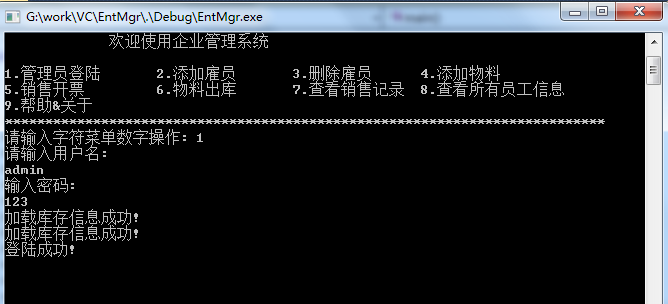 G:\work\VC\EntMgr\.\Debug\EntMgr.exe
欢迎使用企业管理系统
1.管理员登陆 2.添加雇员 3.删除雇员 4.添加物料
5.销售开票 6.物料出库 7.查看销售记录 8.查看所有员工信息
9.帮助&关于
***************************************************************************
请输入字符菜单数字操作: 1
请输入用户名:
admin
输入密码:
123
加载库存信息成功!
加载库存信息成功!
登陆成功!